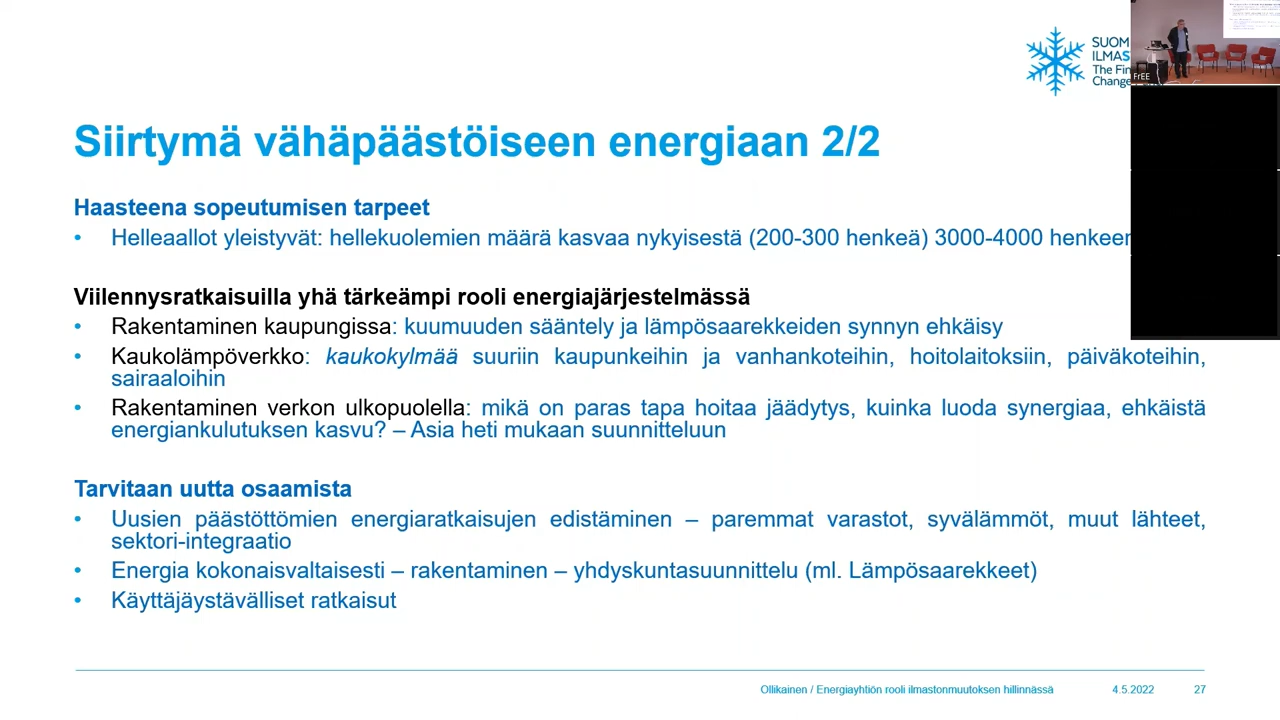 SUOM
ILMAS
The Fin
Change
FrEE
Siirtymä vähäpäästöiseen energiaan 2/2
Haasteena sopeutumisen tarpeet
• Helleaallot yleistyvät: hellekuolemien määrä kasvaa nykyisestä (200-300 henkeä) 3000-4000 henkeen
Viilennysratkaisuilla yhä tärkeämpi rooli energiajärjestelmässä
• Rakentaminen kaupungissa: kuumuuden sääntely ja lämpösaarekkeiden synnyn ehkäisy
• Kaukolämpöverkko: kaukokylmää suuriin kaupunkeihin ja vanhankoteihin, hoitolaitoksiin, päiväkoteihin,
sairaaloihin
• Rakentaminen verkon ulkopuolella: mikä on paras tapa hoitaa jäädytys, kuinka luoda synergiaa, ehkäistä
energiankulutuksen kasvu? – Asia heti mukaan suunnitteluun
Tarvitaan uutta osaamista
• Uusien päästöttömien energiaratkaisujen edistäminen – paremmat varastot, syvälämmöt, muut lähteet,
sektori-integraatio
• Energia kokonaisvaltaisesti – rakentaminen – yhdyskuntasuunnittelu (ml. Lämpösaarekkeet)
• Käyttäjäystävälliset ratkaisut
Ollikainen / Energiayhtiön rooli ilmastonmuutoksen hillinnässä 4.5.2022 27